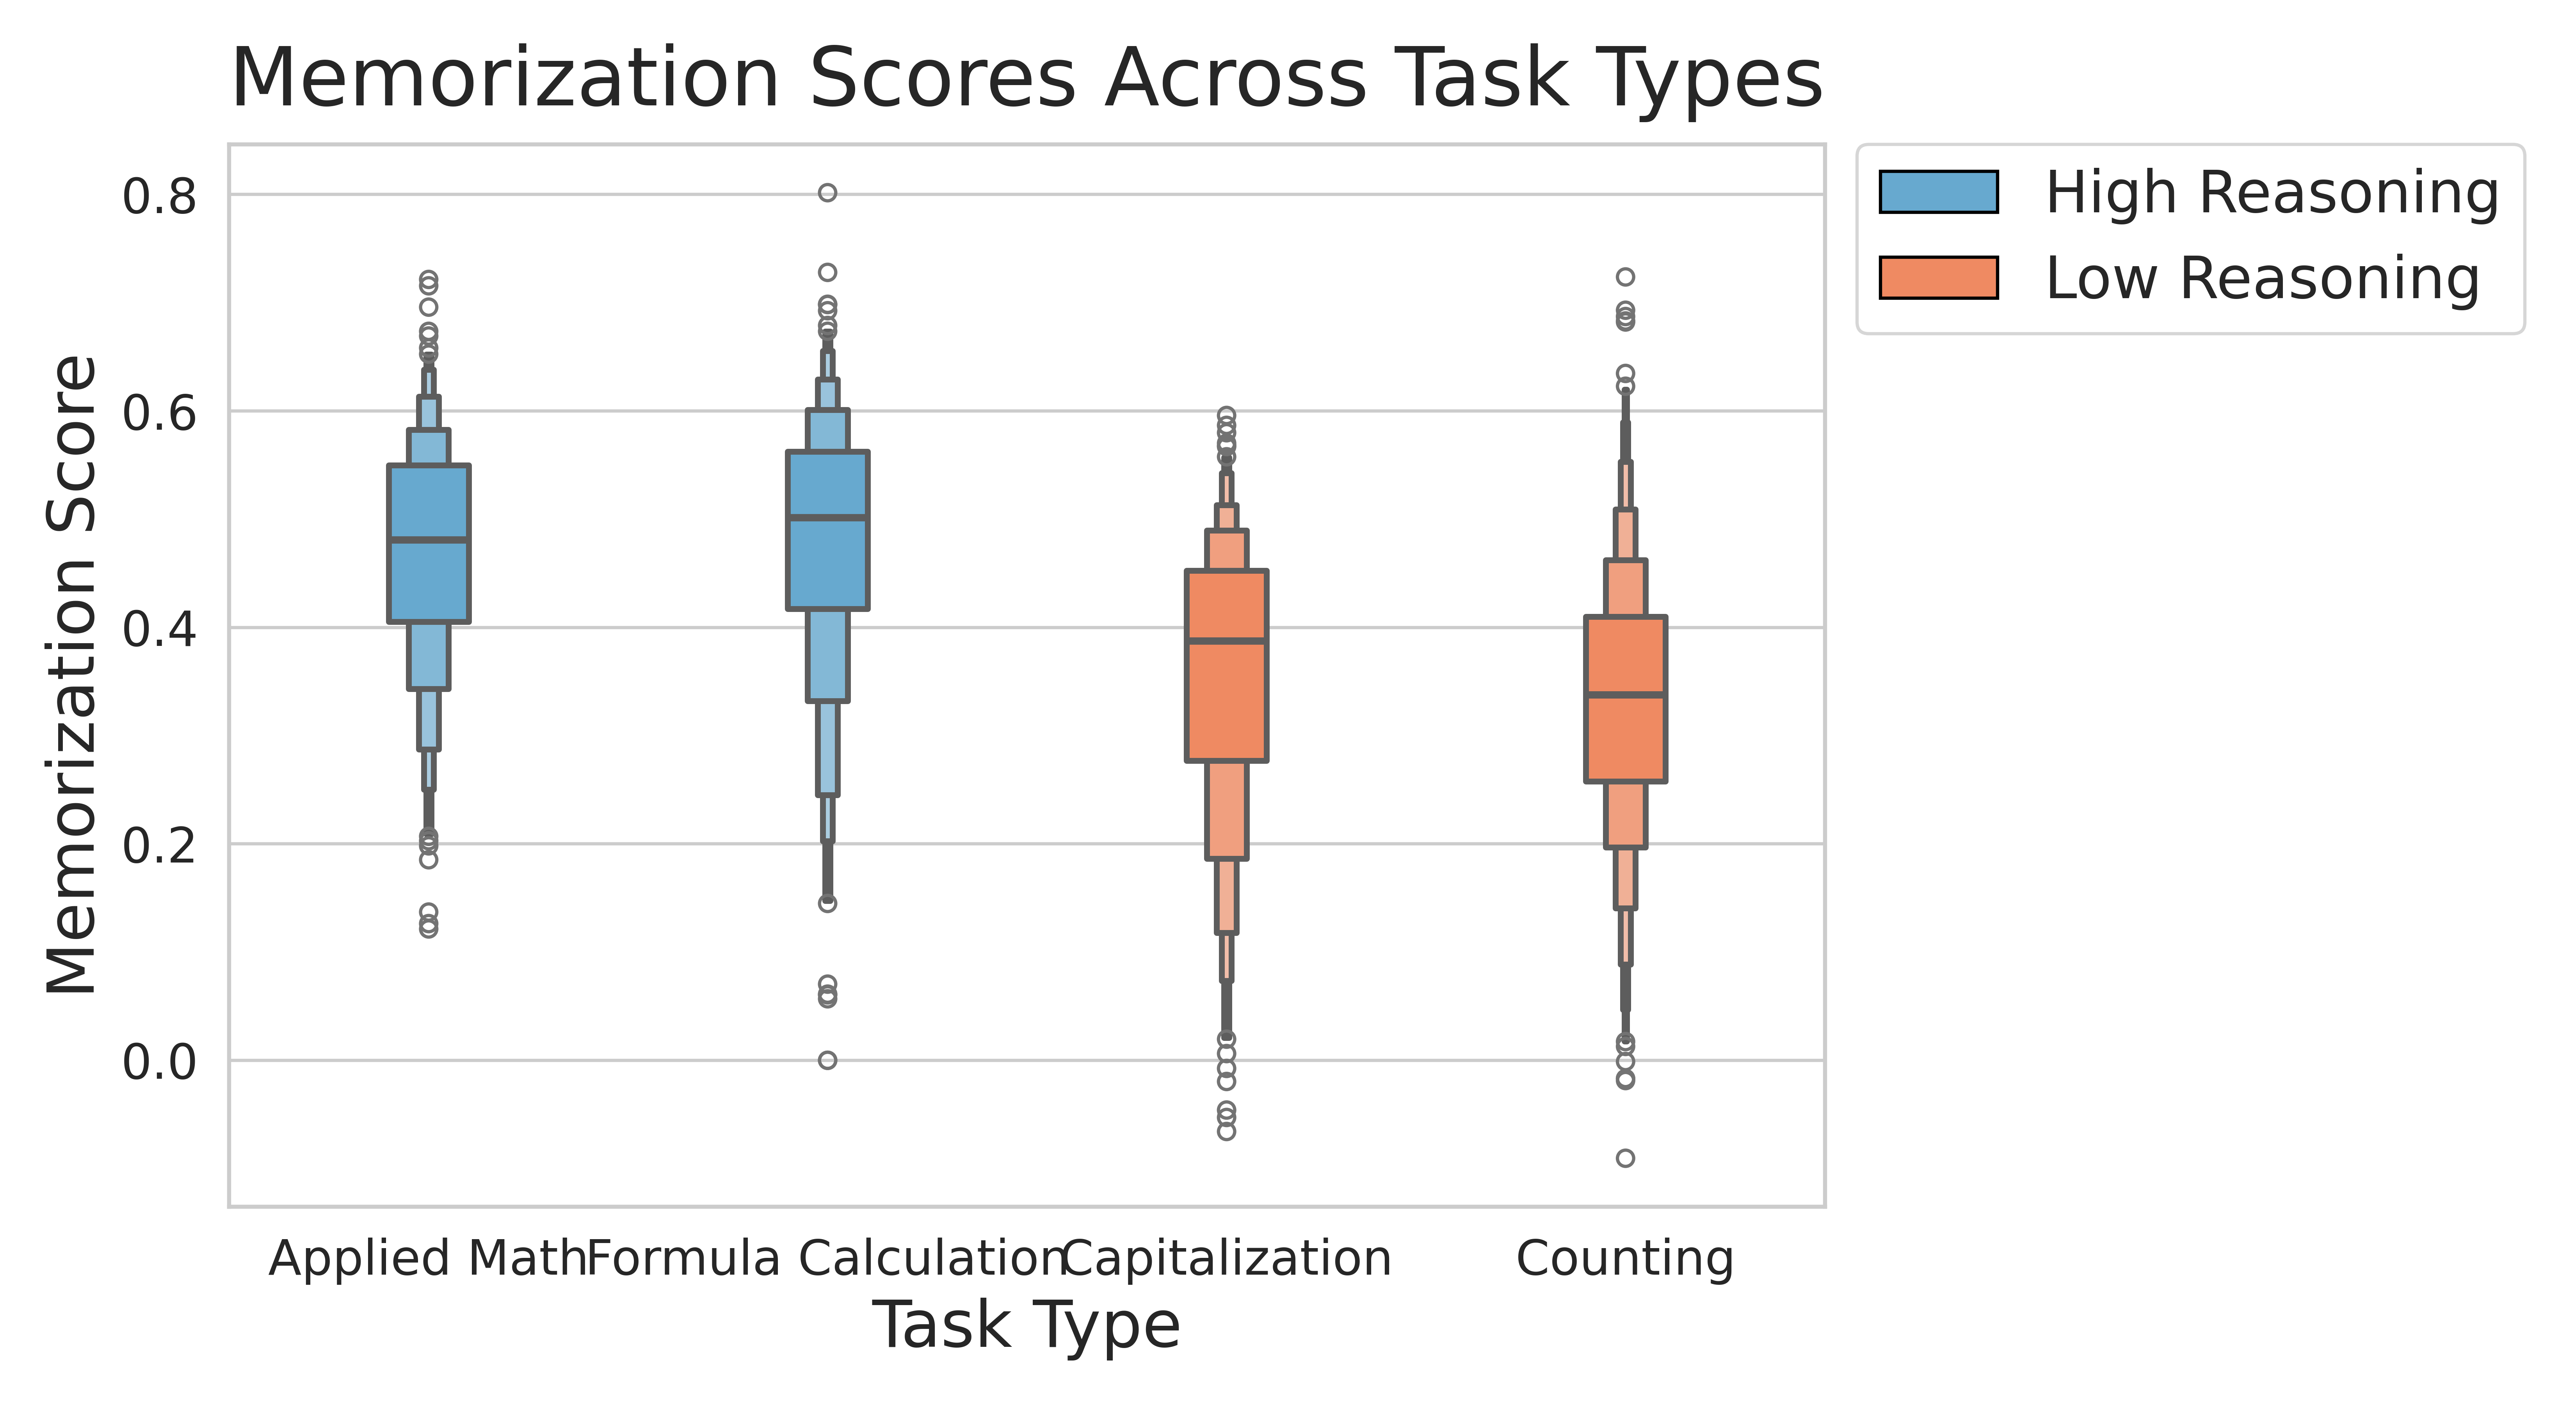 Memorization Scores Across Task Types
High Reasoning
Low Reasoning
Memorization Score
0.8
0.6
0.4
0.2
0.0
Applied Math
Formula Calculation
Capitalization
Counting
Task Type